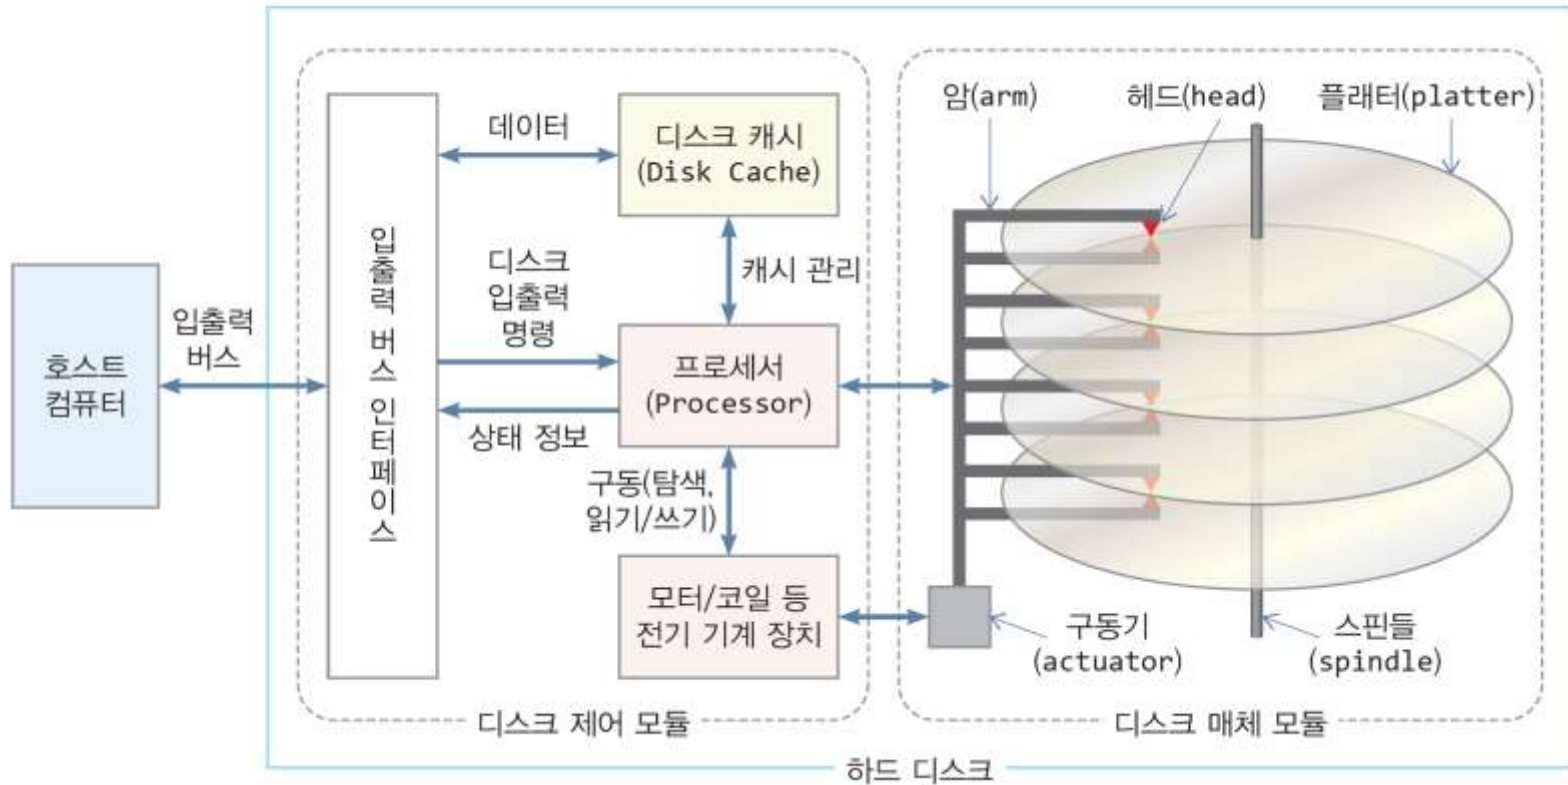 암(arm)
헤드(head)
플래터(platter)
데이터
디스크 캐시
(Disk Cache)
입출력 버스 인터페이스
디스크
입출력
명령
캐시 관리
입출력
버스
호스트
컴퓨터
프로세서
(Processor)
상태 정보
구동(탐색,
읽기/쓰기)
모터/코일 등
전기 기계 장치
구동기
(actuator)
스핀들
(spindle)
디스크 제어 모듈
디스크 매체 모듈
하드 디스크